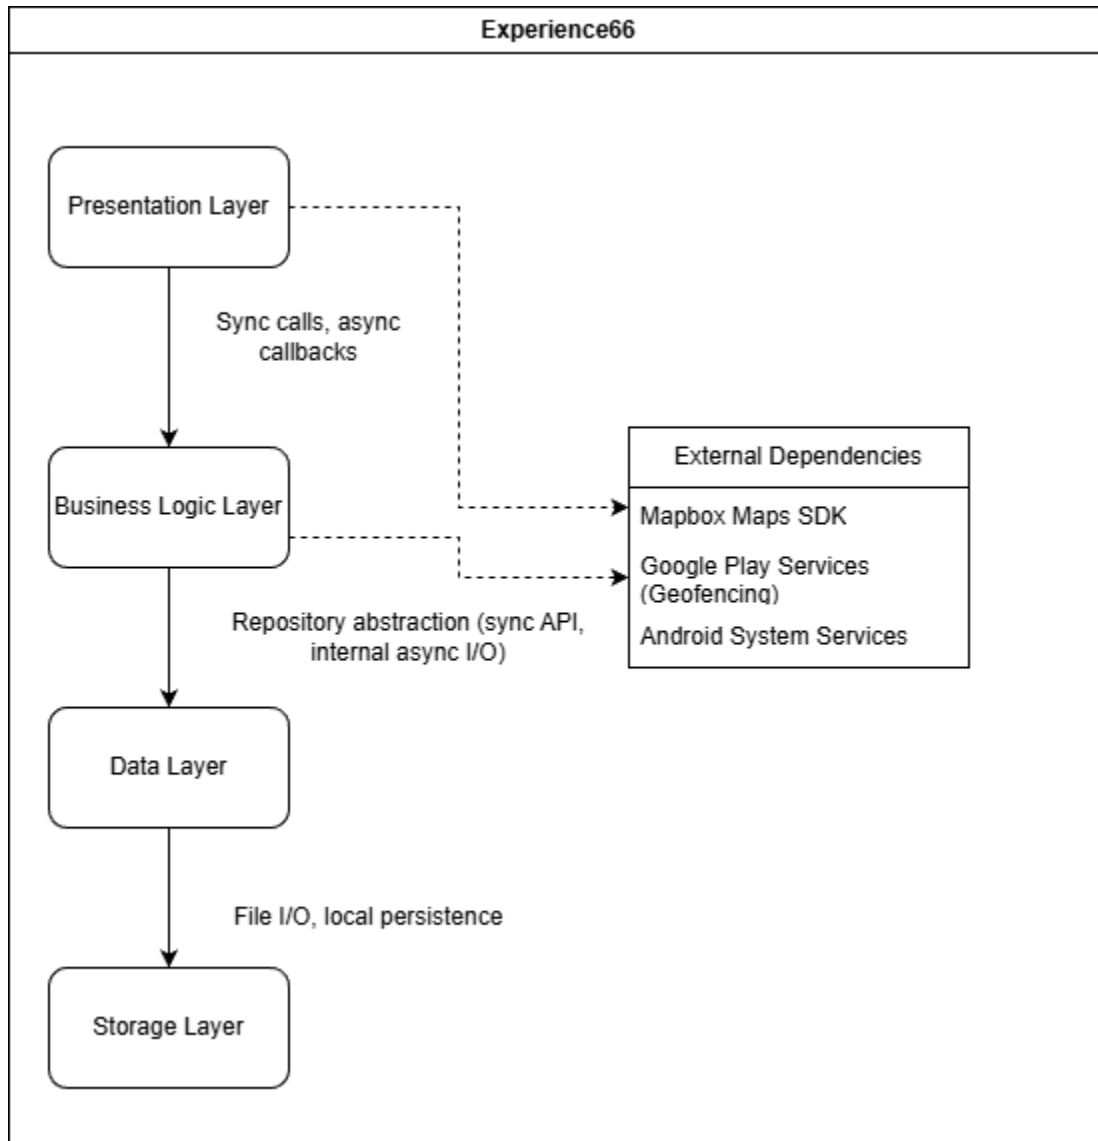 Experience66
Presentation Layer
Sync calls, async
callbacks
Business Logic Layer
External Dependencies
Mapbox Maps SDK
Google Play Services
(Geofencing)
Android System Services
Repository abstraction (sync API,
internal async I/O)
Data Layer
File I/O, local persistence
Storage Layer